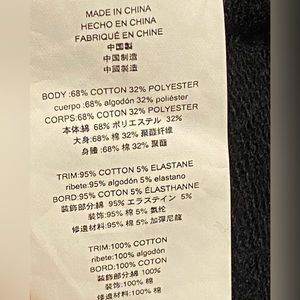 MADE IN CHINA
HECHO EN CHINA
FABRIQUÉ EN CHINE
中国製
中国制造
中國製造
BODY :68% COTTON 32% POLYESTER
cuerpo :68% algodón 32% poliéster
CORPS:68% COTON 32% POLYESTER
本体:綿 68% ポリエステル 32%
大身:68% 棉 32% 聚酯纤维
身體 :68% 棉 32% 聚酯
TRIM:95% COTTON 5% ELASTANE
ribete:95% algodón 5% elastano
BORD:95% COTON 5% ÉLASTHANNE
装飾部分:綿 95% エラスティン 5%
装饰:95% 棉 5% 氨纶
修邊材料:95% 棉 5% 加彈尼龍
TRIM:100% COTTON
ribete:100% algodón
BORD:100% COTON
装飾部分:綿 100%
装饰:100% 棉
修邊材料:100% 棉